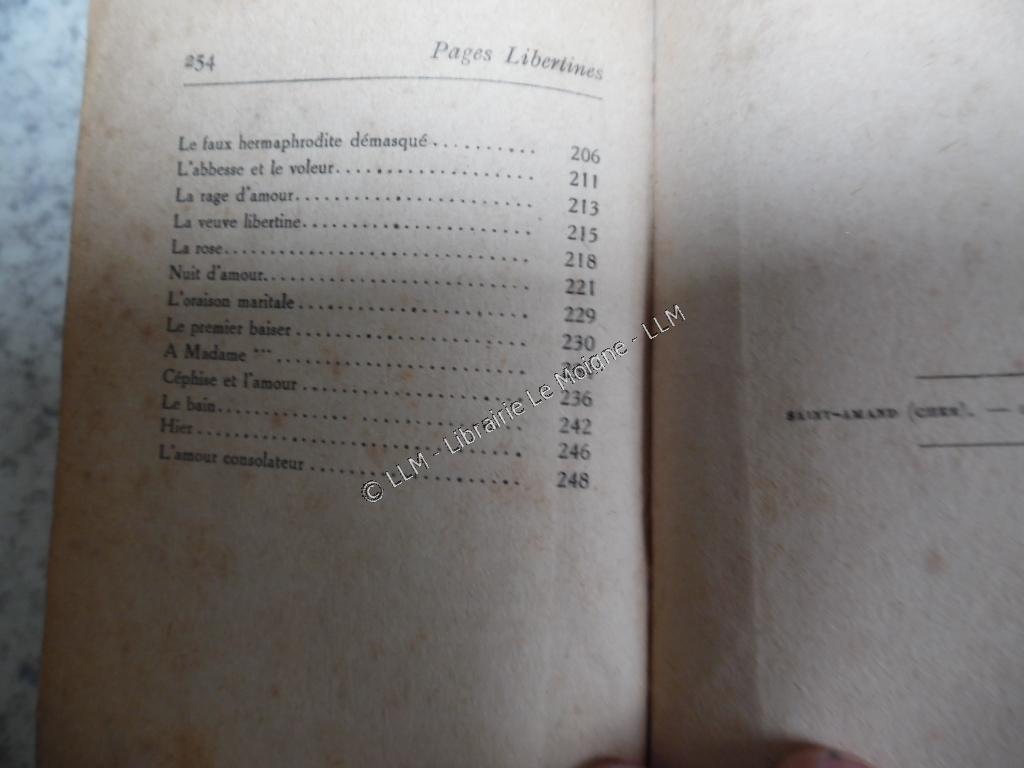 254 Pages Libertines
Le faux hermaphrodite démasqué .......... 206
L'abbesse et le voleur.................... 211
La rage d'amour........................ 213
La veuve libertine....................... 215
La rose............................... 218
Nuit d'amour.......................... 221
L'oraison maritale ....................... 229
Le premier baiser ....................... 230
A Madame *** .........................
Céphise et l'amour ...................... 236
Le bain............................... 242
Hier ................................. 246
L'amour consolateur ..................... 248
© LLM - Librairie Le Moigne - LLM
SAINT-AMAND (CHER). —